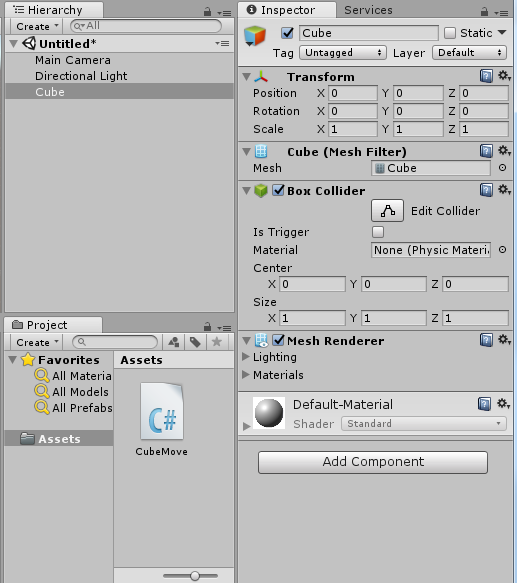 Hierarchy
Create
All
Untitled*
Main Camera
Directional Light
Cube
Project
Create
Favorites
All Materia
All Models
All Prefabs
Assets
Assets
C#
CubeMove
Inspector
Services
Cube
Static
Tag Untagged Layer Default
Transform
Position X 0 Y 0 Z 0
Rotation X 0 Y 0 Z 0
Scale X 1 Y 1 Z 1
Cube (Mesh Filter)
Mesh Cube
Box Collider
Edit Collider
Is Trigger
Material None (Physic Materia
Center
X 0 Y 0 Z 0
Size
X 1 Y 1 Z 1
Mesh Renderer
Lighting
Materials
Default-Material
Shader Standard
Add Component